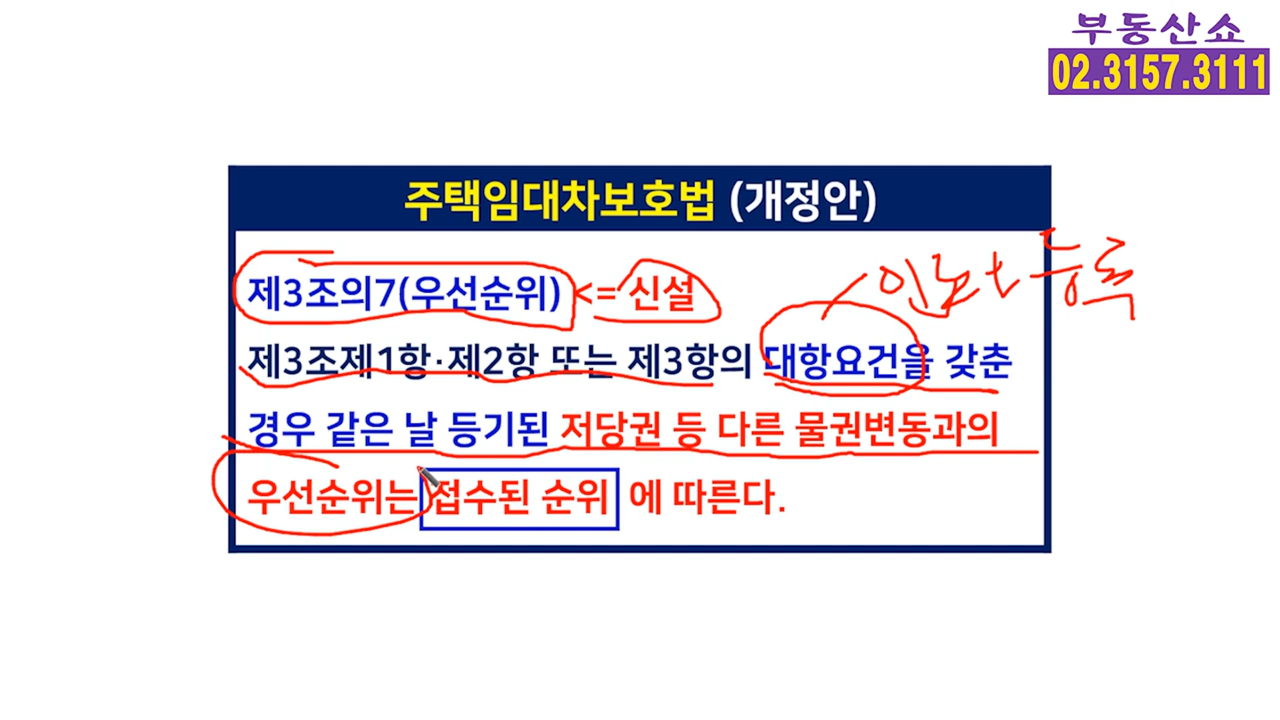 부동산쇼
02.3157.3111
주택임대차보호법 (개정안)
제3조의7(우선순위) <= 신설
제3조제1항·제2항 또는 제3항의 대항요건을 갖춘
경우 같은 날 등기된 저당권 등 다른 물권변동과의
우선순위는 접수된 순위 에 따른다.